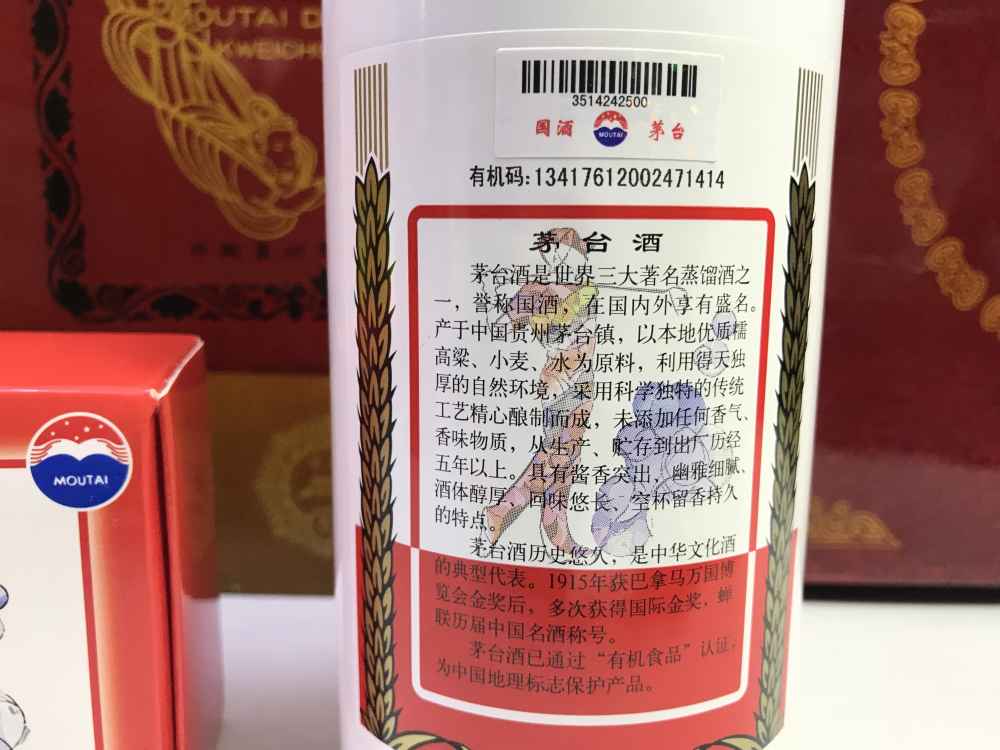 MOUTAI
KWEICH
3514242500
国酒 MOUTAI 茅台
有机码:13417612002471414
茅台酒
茅台酒是世界三大著名蒸馏酒之
一，誉称国酒，在国内外享有盛名。
产于中国贵州茅台镇，以本地优质糯
高粱、小麦、水为原料，利用得天独
厚的自然环境，采用科学独特的传统
工艺精心酿制而成，未添加任何香气、
香味物质，从生产、贮存到出厂历经
五年以上。具有酱香突出，幽雅细腻、
酒体醇厚、回味悠长、空杯留香持久
的特点。
茅台酒历史悠久，是中华文化酒
的典型代表。1915年获巴拿马万国博
览会金奖后，多次获得国际金奖，蝉
联历届中国名酒称号。
茅台酒已通过“有机食品”认证，
为中国地理标志保护产品。
MOUTAI